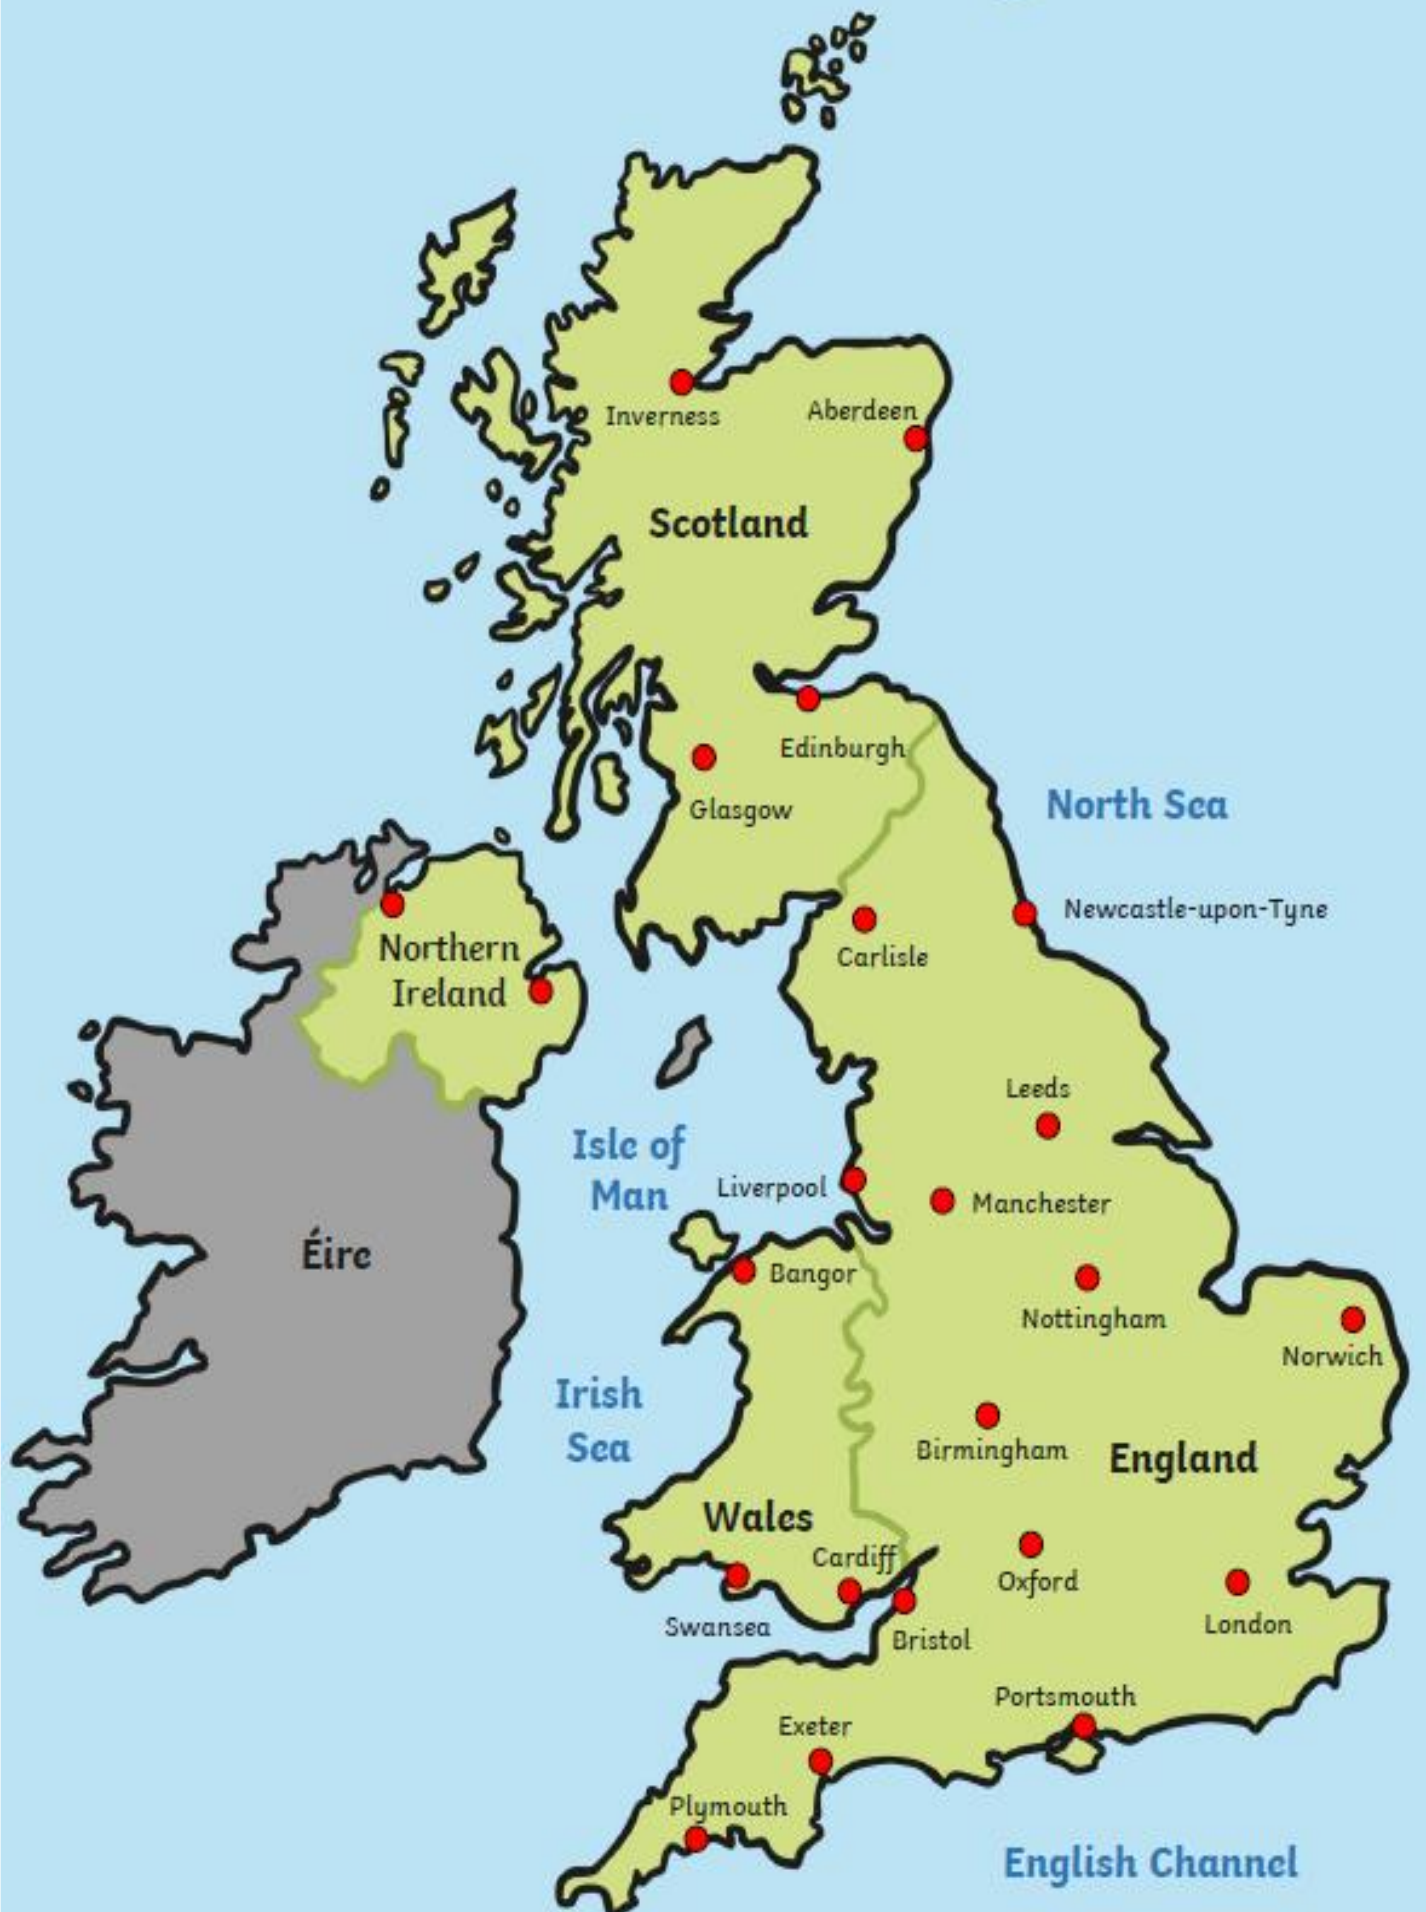 Inverness
Aberdeen
Scotland
Edinburgh
Glasgow
North Sea
Newcastle-upon-Tyne
Northern
Ireland
Carlisle
Leeds
Isle of
Man
Liverpool
Manchester
Éire
Bangor
Nottingham
Norwich
Irish
Sea
Birmingham
England
Wales
Cardiff
Oxford
London
Swansea
Bristol
Portsmouth
Exeter
Plymouth
English Channel